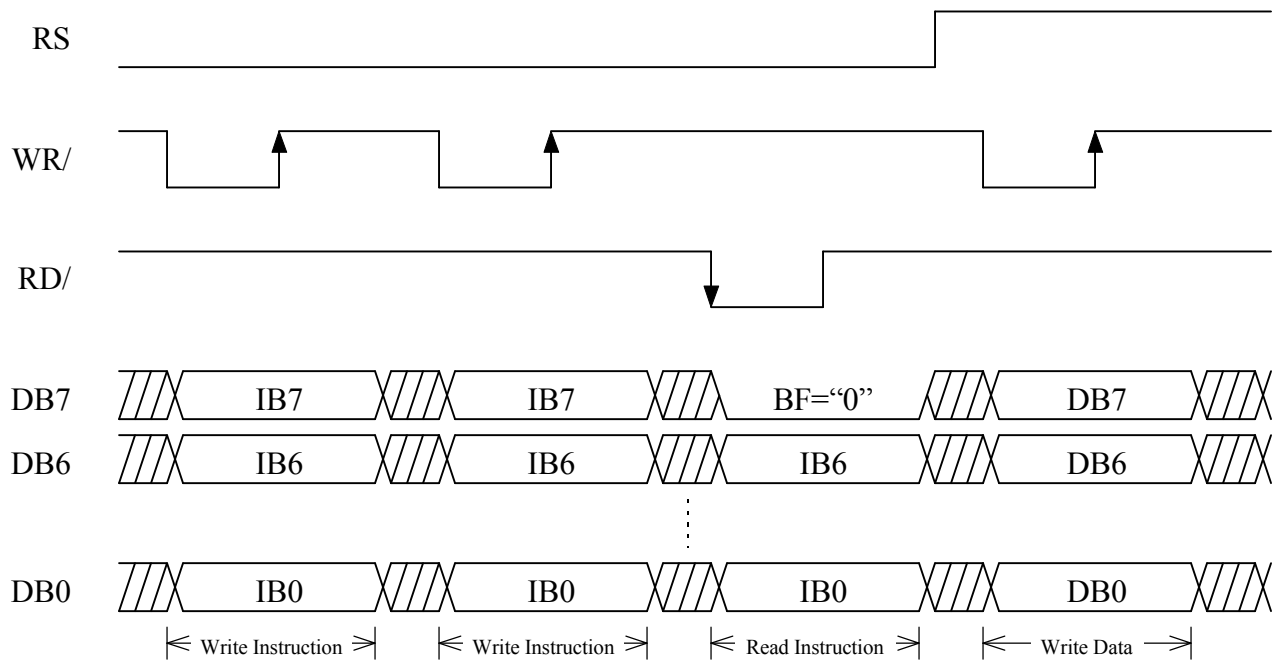 RS
WR/
RD/
DB7 IB7 IB7 BF=“0” DB7
DB6 IB6 IB6 IB6 DB6
DB0 IB0 IB0 IB0 DB0
Write Instruction Write Instruction Read Instruction Write Data